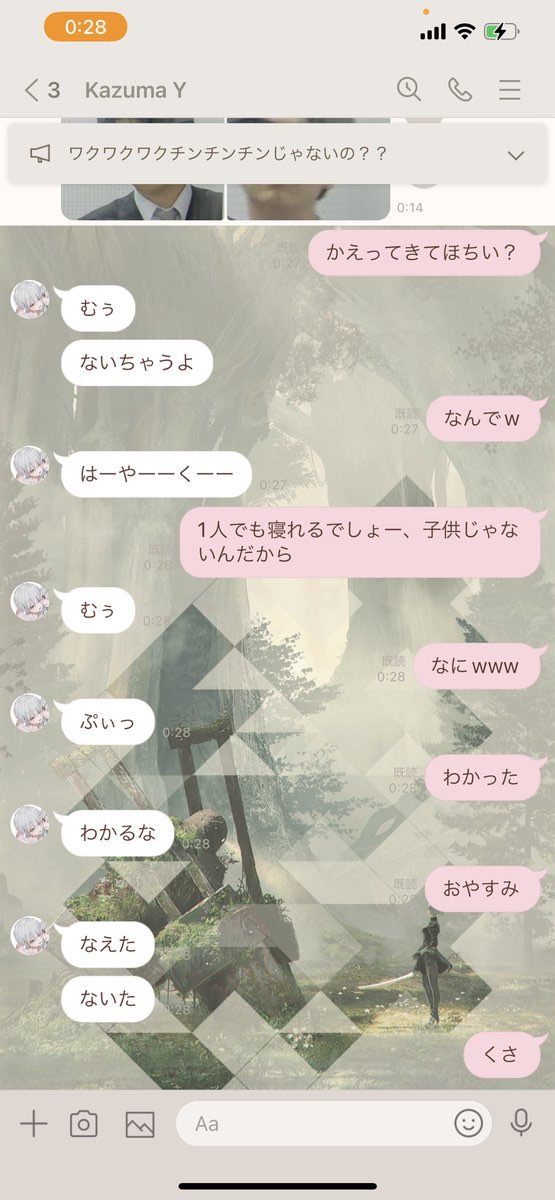 0:28
3 Kazuma Y
ワクワクワクチンチンチンじゃないの？？
0:14
かえってきてほちい？
既読
0:27
むぅ
ないちゃうよ
なんでw
既読
0:27
はーやーーくーー
0:27
1人でも寝れるでしょー、子供じゃな
いんだから
既読
0:28
むぅ
0:28
なにwww
既読
0:28
ぷぃっ
0:28
わかった
既読
0:28
わかるな
0:28
おやすみ
既読
0:28
なえた
ないた
0:28
くさ
Aa